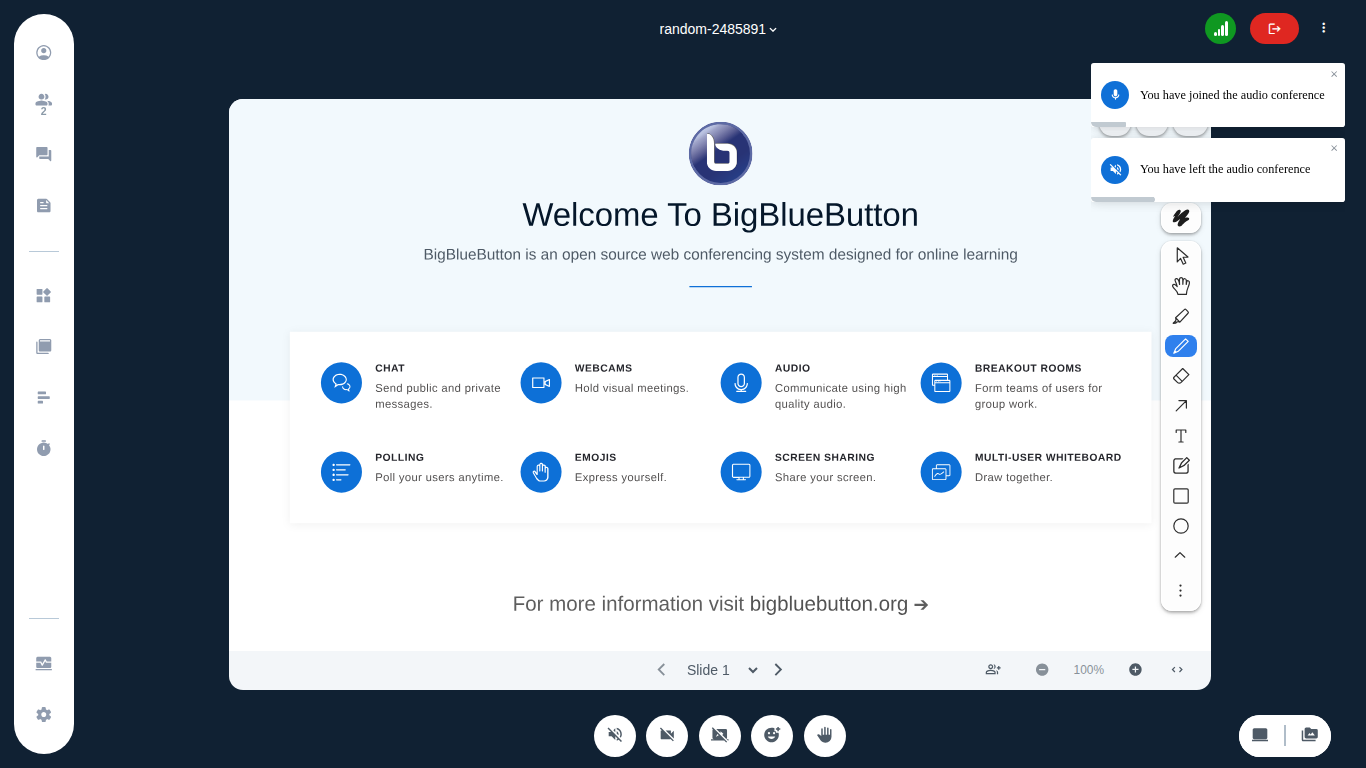 random-2485891
2
You have joined the audio conference
You have left the audio conference
Welcome To BigBlueButton
BigBlueButton is an open source web conferencing system designed for online learning
CHAT
Send public and private
messages.
WEBCAMS
Hold visual meetings.
AUDIO
Communicate using high
quality audio.
BREAKOUT ROOMS
Form teams of users for
group work.
POLLING
Poll your users anytime.
EMOJIS
Express yourself.
SCREEN SHARING
Share your screen.
MULTI-USER WHITEBOARD
Draw together.
For more information visit bigbluebutton.org ➔
Slide 1
100%